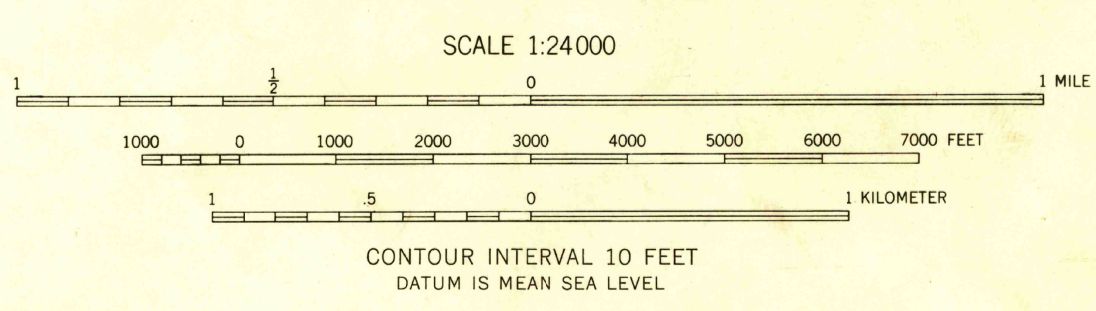 SCALE 1:24000
1 1/2 0 1 MILE
1000 0 1000 2000 3000 4000 5000 6000 7000 FEET
1 .5 0 1 KILOMETER
CONTOUR INTERVAL 10 FEET
DATUM IS MEAN SEA LEVEL